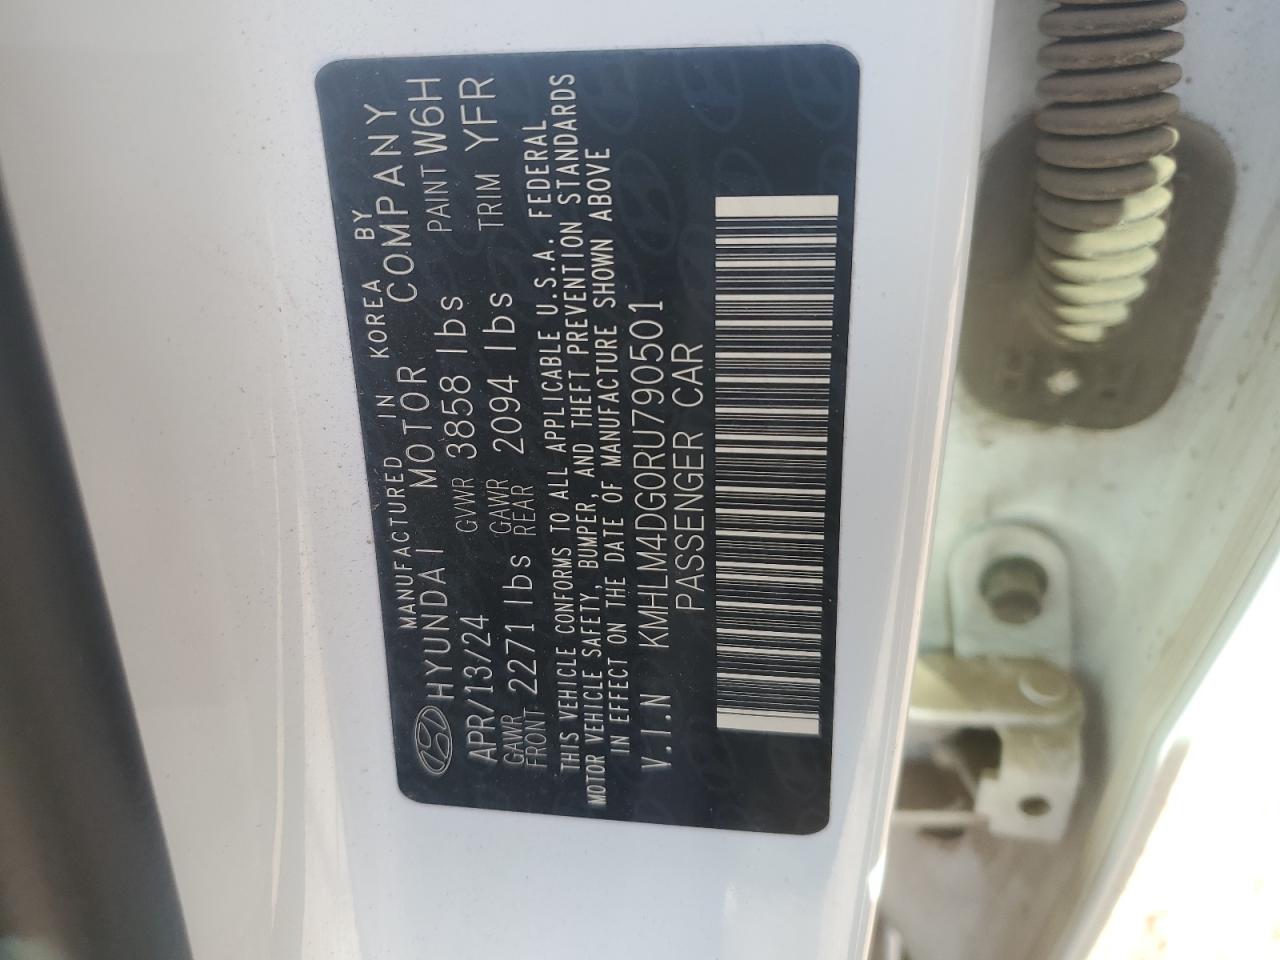 MANUFACTURED IN KOREA BY
HYUNDAI MOTOR COMPANY
APR/13/24 GVWR 3858 lbs PAINT W6H
GAWR FRONT 2271 lbs GAWR REAR 2094 lbs TRIM YFR
THIS VEHICLE CONFORMS TO ALL APPLICABLE U.S.A. FEDERAL
MOTOR VEHICLE SAFETY, BUMPER, AND THEFT PREVENTION STANDARDS
IN EFFECT ON THE DATE OF MANUFACTURE SHOWN ABOVE
V.I.N KMHLM4DG0RU790501
PASSENGER CAR